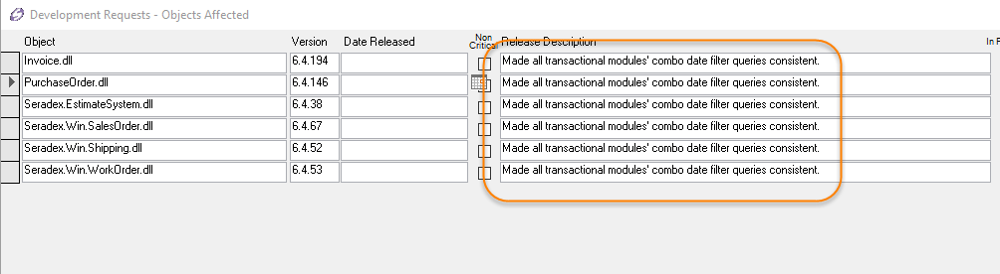 Development Requests - Objects Affected
Object Version Date Released Non Critical Release Description In F
Invoice.dll 6.4.194 Made all transactional modules' combo date filter queries consistent.
PurchaseOrder.dll 6.4.146 Made all transactional modules' combo date filter queries consistent.
Seradex.EstimateSystem.dll 6.4.38 Made all transactional modules' combo date filter queries consistent.
Seradex.Win.SalesOrder.dll 6.4.67 Made all transactional modules' combo date filter queries consistent.
Seradex.Win.Shipping.dll 6.4.52 Made all transactional modules' combo date filter queries consistent.
Seradex.Win.WorkOrder.dll 6.4.53 Made all transactional modules' combo date filter queries consistent.